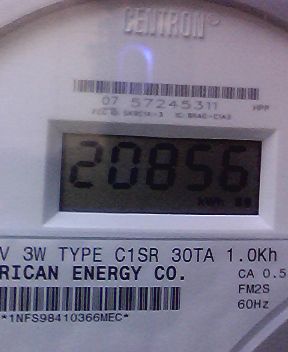 CENTRON®
07 57245311 HPP
20856
kWh
V 3W TYPE C1SR 30TA 1.0Kh
RICAN ENERGY CO.
CA 0.5
FM2S
60Hz
*1NFS98410366MEC*